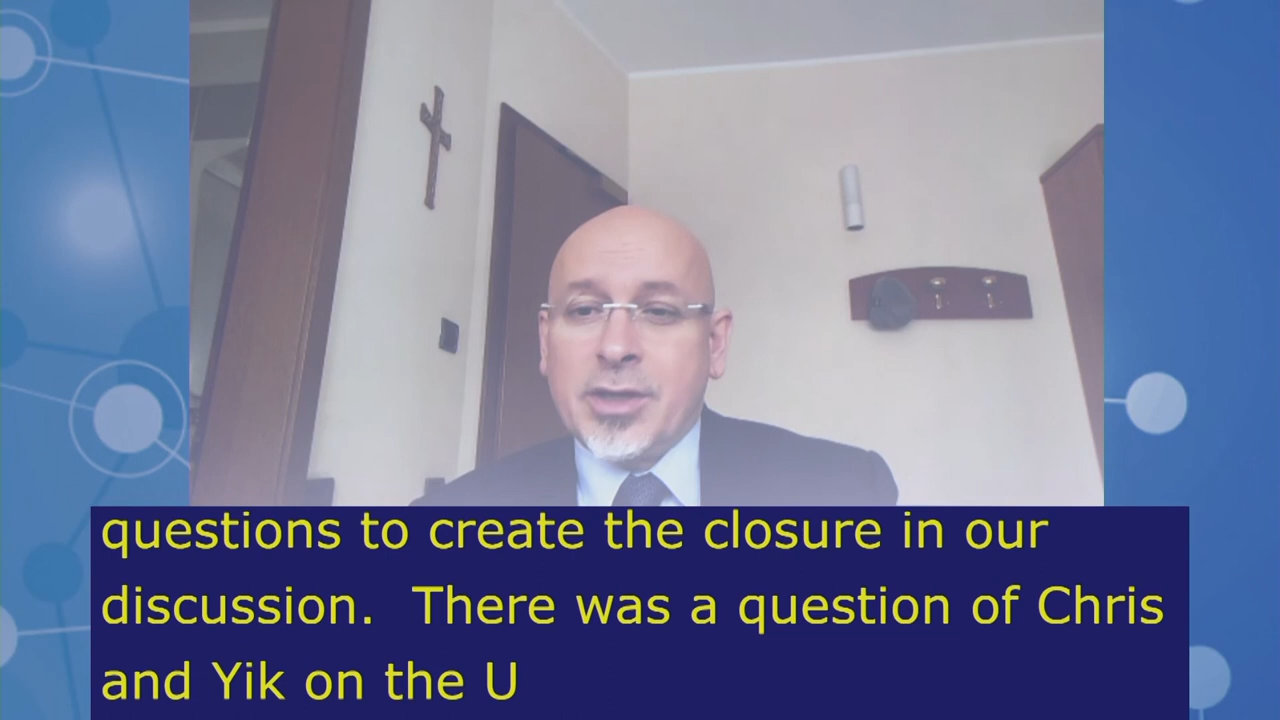 questions to create the closure in our
discussion.  There was a question of Chris
and Yik on the U